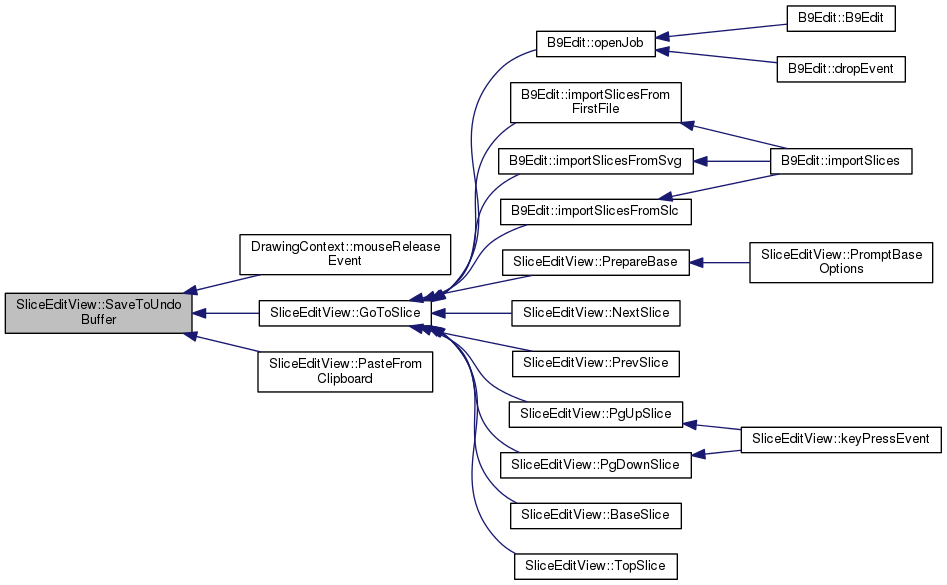 B9Edit::B9Edit
B9Edit::openJob
B9Edit::dropEvent
B9Edit::importSlicesFrom
FirstFile
B9Edit::importSlicesFromSvg
B9Edit::importSlices
B9Edit::importSlicesFromSlc
DrawingContext::mouseRelease
Event
SliceEditView::PrepareBase
SliceEditView::PromptBase
Options
SliceEditView::SaveToUndo
Buffer
SliceEditView::GoToSlice
SliceEditView::NextSlice
SliceEditView::PasteFrom
Clipboard
SliceEditView::PrevSlice
SliceEditView::PgUpSlice
SliceEditView::keyPressEvent
SliceEditView::PgDownSlice
SliceEditView::BaseSlice
SliceEditView::TopSlice